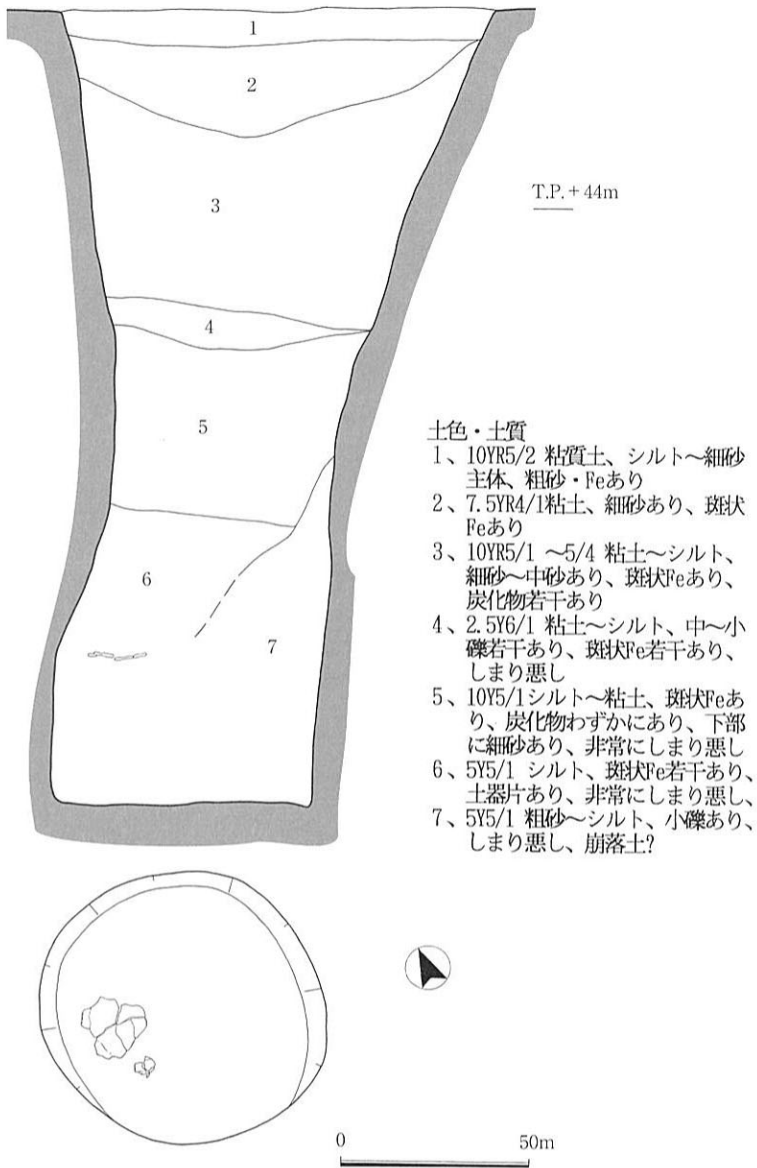 1
2
3
T.P. + 44m
4
5
6
7
土色・土質
1、10YR5/2 粘質土、シルト～細砂
主体、粗砂・Feあり
2、7.5YR4/1粘土、細砂あり、斑状
Feあり
3、10YR5/1 ～5/4 粘土～シルト、
細砂～中砂あり、斑状Feあり、
炭化物若干あり
4、2.5Y6/1 粘土～シルト、中～小
礫若干あり、斑状Fe若干あり、
しまり悪し
5、10Y5/1シルト～粘土、斑状Feあ
り、炭化物わずかにあり、下部
に細砂あり、非常にしまり悪し
6、5Y5/1 シルト、斑状Fe若干あり、
土器片あり、非常にしまり悪し、
7、5Y5/1 粗砂～シルト、小礫あり、
しまり悪し、崩落土?
0 50m